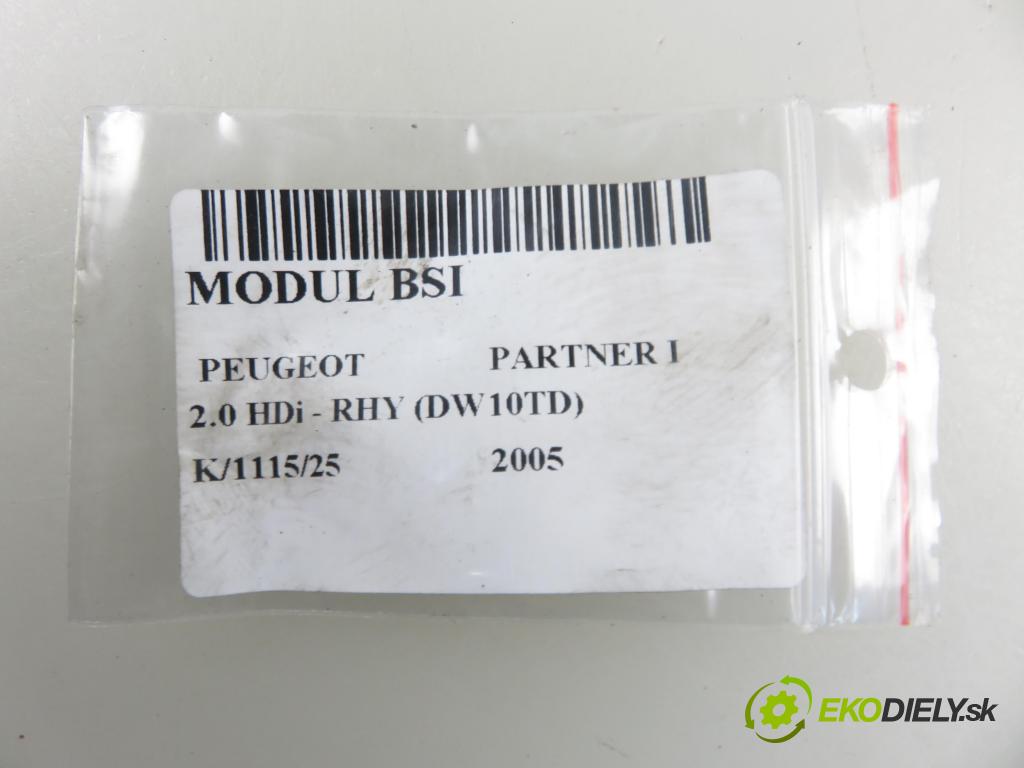 MODUL BSI
PEUGEOT PARTNER I
2.0 HDi - RHY (DW10TD)
K/1115/25 2005
EKODIELY.sk